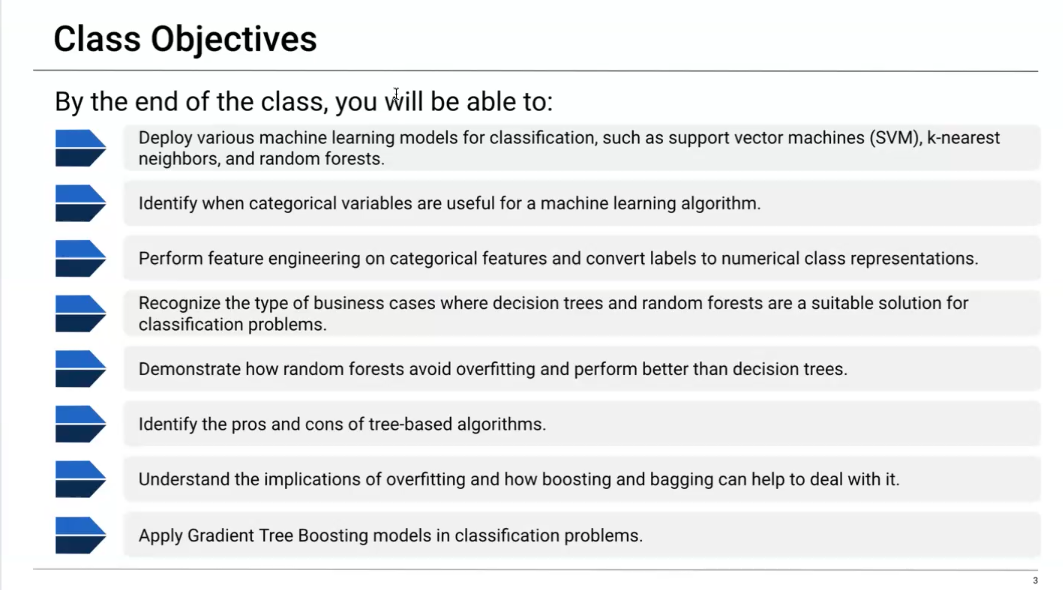 Class Objectives
By the end of the class, you will be able to:
Deploy various machine learning models for classification, such as support vector machines (SVM), k-nearest
neighbors, and random forests.
Identify when categorical variables are useful for a machine learning algorithm.
Perform feature engineering on categorical features and convert labels to numerical class representations.
Recognize the type of business cases where decision trees and random forests are a suitable solution for
classification problems.
Demonstrate how random forests avoid overfitting and perform better than decision trees.
Identify the pros and cons of tree-based algorithms.
Understand the implications of overfitting and how boosting and bagging can help to deal with it.
Apply Gradient Tree Boosting models in classification problems.
3